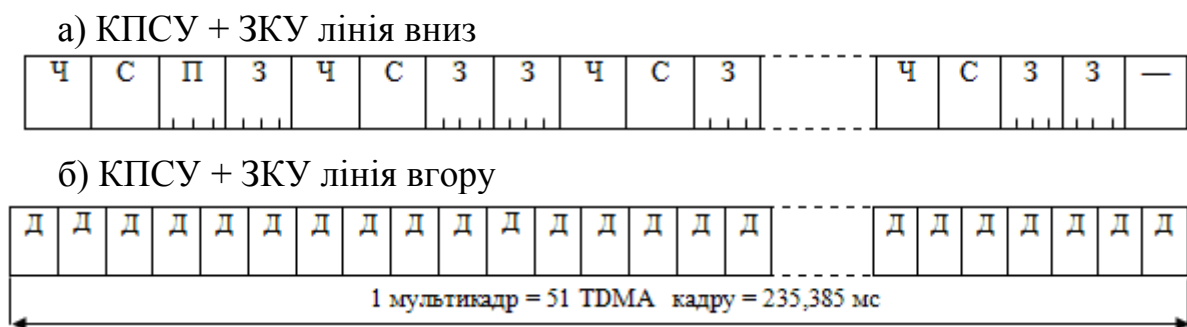 а) КПСУ + ЗКУ лінія вниз
Ч С П З Ч С З З Ч С З Ч С З З —
б) КПСУ + ЗКУ лінія вгору
Д Д Д Д Д Д Д Д Д Д Д Д Д Д Д Д Д Д Д Д Д Д Д
1 мультикадр = 51 TDMA кадру = 235,385 мс